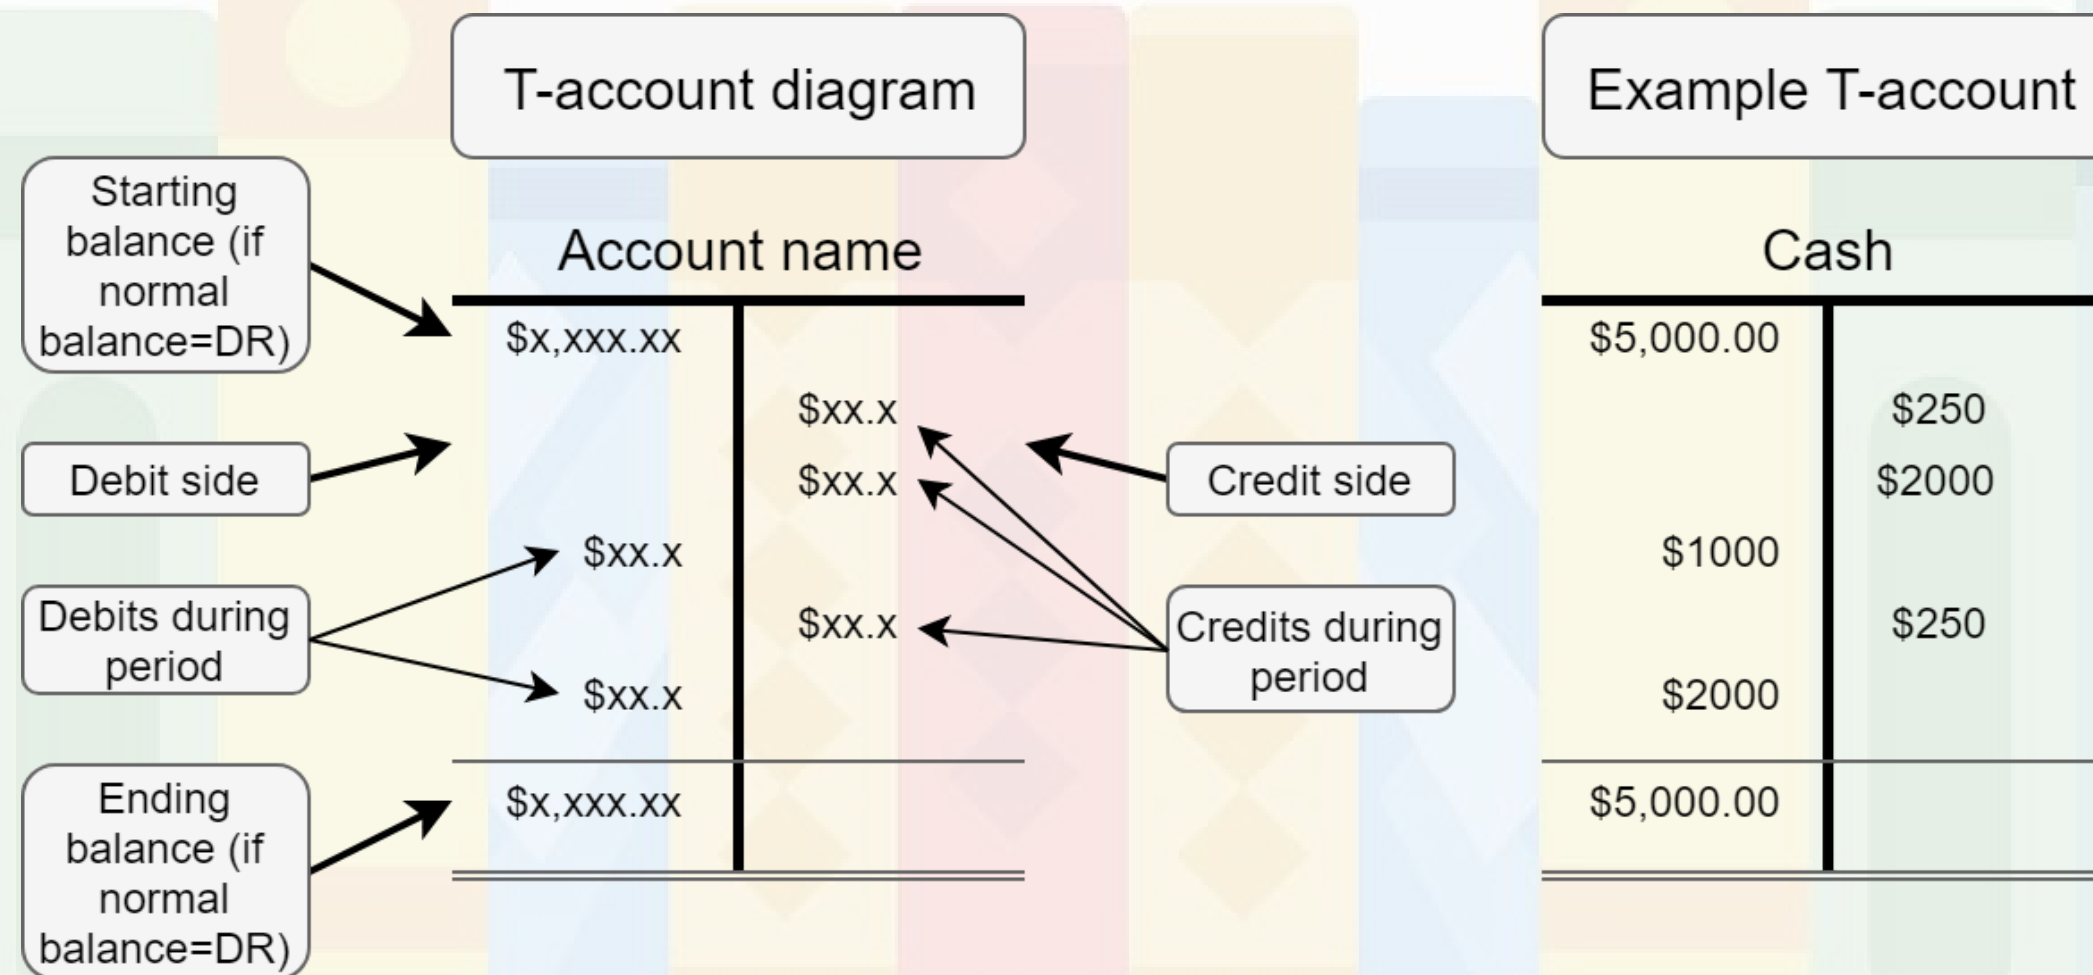 T-account diagram
Starting
balance (if
normal
balance=DR)
Account name
$x,xxx.xx
$xx.x
$xx.x
Debit side
Credit side
$xx.x
Debits during
period
$xx.x
Credits during
period
$xx.x
Ending
balance (if
normal
balance=DR)
$x,xxx.xx
Example T-account
Cash
$5,000.00
$250
$2000
$1000
$250
$2000
$5,000.00